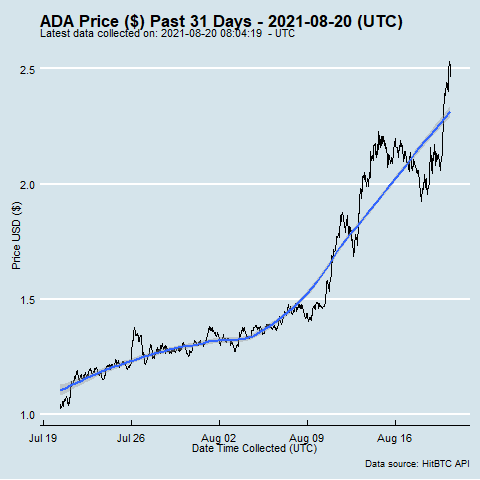 ADA Price ($) Past 31 Days - 2021-08-20 (UTC)
Latest data collected on: 2021-08-20 08:04:19  - UTC
2.5
2.0
1.5
1.0
Price USD ($)
Jul 19 Jul 26 Aug 02 Aug 09 Aug 16
Date Time Collected (UTC)
Data source: HitBTC API